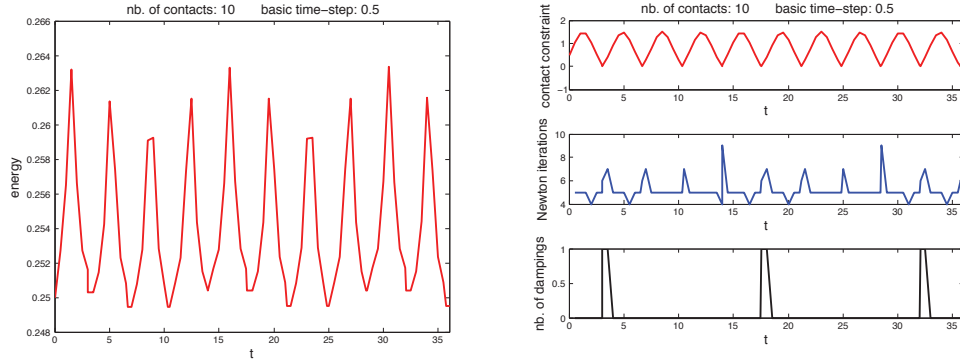 nb. of contacts: 10 basic time−step: 0.5
0.266
0.264
0.262
0.26
0.258
0.256
0.254
0.252
0.25
0.248
energy
0 5 10 15 20 25 30 35
t
nb. of contacts: 10 basic time−step: 0.5
contact constraint
2
1
0
−1
0 5 10 15 20 25 30 35
t
Newton iterations
10
8
6
4
0 5 10 15 20 25 30 35
t
nb. of dampings
1
0.5
0
0 5 10 15 20 25 30 35
t